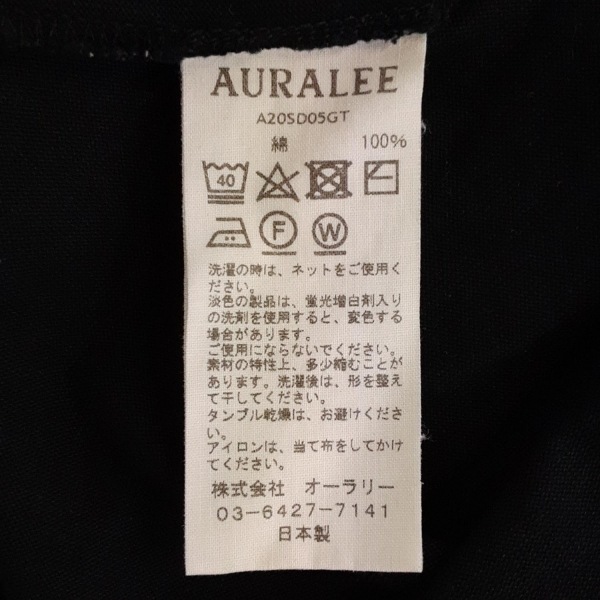 AURALEE
A20SD05GT
綿 100%
40
F W
洗濯の時は、ネットをご使用く
ださい。
淡色の製品は、蛍光増白剤入り
の洗剤を使用すると、変色する
場合があります。
ご使用にならないでください。
素材の特性上、多少縮むことが
あります。洗濯後は、形を整え
て干してください。
タンブル乾燥は、お避けくださ
い。
アイロンは、当て布をしてかけ
てください。
株式会社 オーラリー
03-6427-7141
日本製